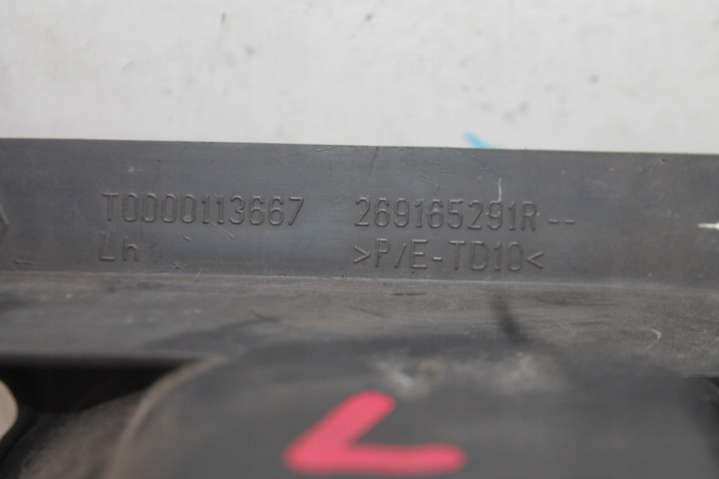 T0000113667 269165291R--
Lh >P/E-TD10<
L